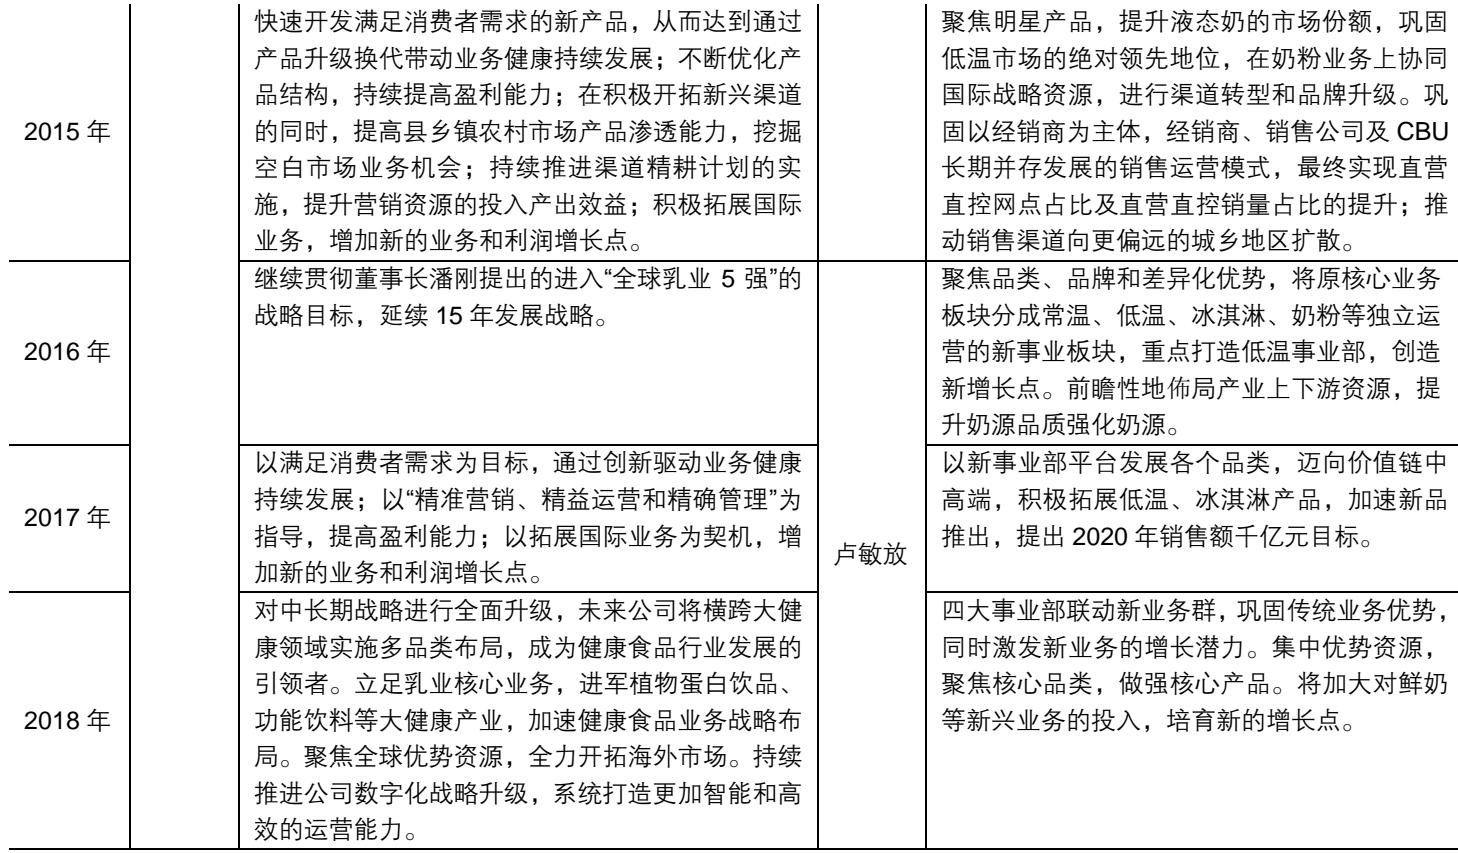 2015 年
快速开发满足消费者需求的新产品，从而达到通过
产品升级换代带动业务健康持续发展；不断优化产
品结构，持续提高盈利能力；在积极开拓新兴渠道
的同时，提高县乡镇农村市场产品渗透能力，挖掘
空白市场业务机会；持续推进渠道精耕计划的实
施，提升营销资源的投入产出效益；积极拓展国际
业务，增加新的业务和利润增长点。
聚焦明星产品，提升液态奶的市场份额，巩固
低温市场的绝对领先地位，在奶粉业务上协同
国际战略资源，进行渠道转型和品牌升级。巩
固以经销商为主体，经销商、销售公司及 CBU
长期并存发展的销售运营模式，最终实现直营
直控网点占比及直营直控销量占比的提升；推
动销售渠道向更偏远的城乡地区扩散。
2016 年
继续贯彻董事长潘刚提出的进入“全球乳业 5 强”的
战略目标，延续 15 年发展战略。
卢敏放
聚焦品类、品牌和差异化优势，将原核心业务
板块分成常温、低温、冰淇淋、奶粉等独立运
营的新事业板块，重点打造低温事业部，创造
新增长点。前瞻性地佈局产业上下游资源，提
升奶源品质强化奶源。
2017 年
以满足消费者需求为目标，通过创新驱动业务健康
持续发展；以“精准营销、精益运营和精确管理”为
指导，提高盈利能力；以拓展国际业务为契机，增
加新的业务和利润增长点。
以新事业部平台发展各个品类，迈向价值链中
高端，积极拓展低温、冰淇淋产品，加速新品
推出，提出 2020 年销售额千亿元目标。
2018 年
对中长期战略进行全面升级，未来公司将横跨大健
康领域实施多品类布局，成为健康食品行业发展的
引领者。立足乳业核心业务，进军植物蛋白饮品、
功能饮料等大健康产业，加速健康食品业务战略布
局。聚焦全球优势资源，全力开拓海外市场。持续
推进公司数字化战略升级，系统打造更加智能和高
效的运营能力。
四大事业部联动新业务群，巩固传统业务优势，
同时激发新业务的增长潜力。集中优势资源，
聚焦核心品类，做强核心产品。将加大对鲜奶
等新兴业务的投入，培育新的增长点。